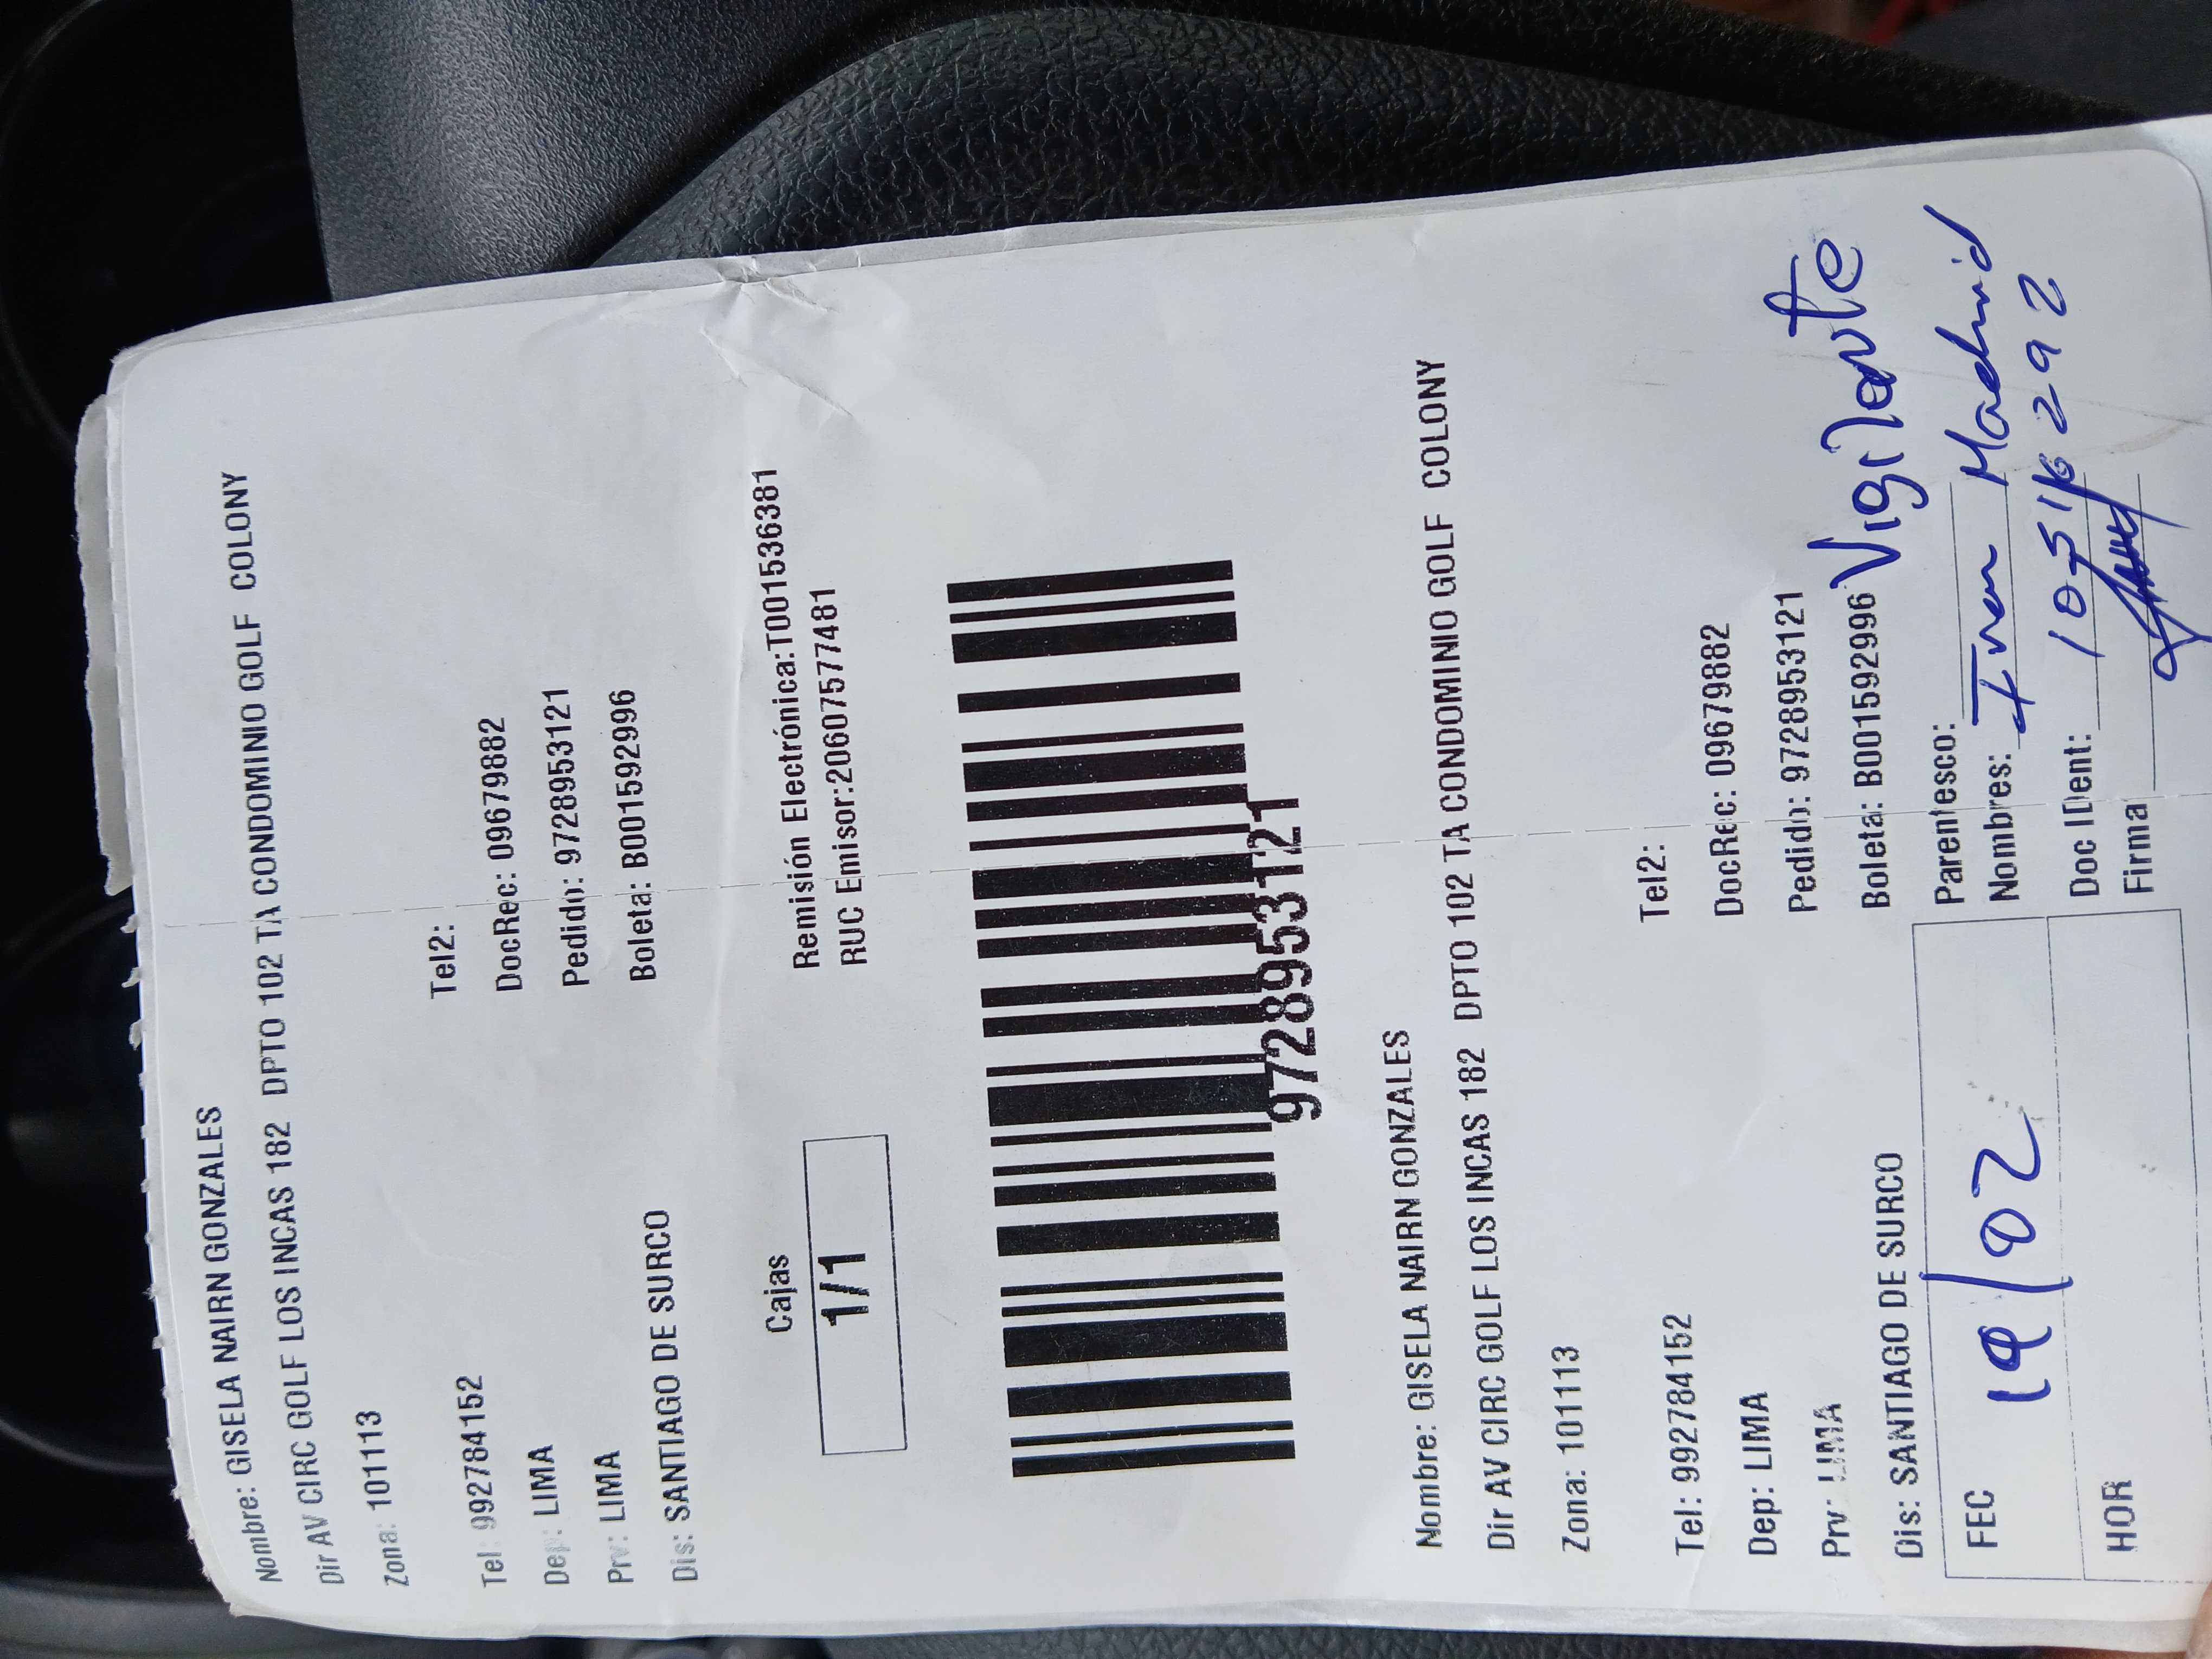 Nombre: GISELA NAIRN GONZALES
Dir AV CIRC GOLF LOS INCAS 182 DPTO 102 TA CONDOMINIO GOLF COLONY
Zona: 101113
Tel: 992784152 Tel2:
Dep: LIMA DocRec: 09679882
Prv: LIMA Pedido: 9728953121
Dis: SANTIAGO DE SURCO Boleta: B001592996
Cajas
1/1
Remisión Electrónica:T001536381
RUC Emisor:20607577481
9728953121
Nombre: GISELA NAIRN GONZALES
Dir AV CIRC GOLF LOS INCAS 182 DPTO 102 TA CONDOMINIO GOLF COLONY
Zona: 101113
Tel: 992784152 Tel2:
Dep: LIMA DocRec: 09679882
Prv: LIMA Pedido: 9728953121
Dis: SANTIAGO DE SURCO Boleta: B001592996
FEC 19/02
HOR
Parentesco: Vigilante
Nombres: Ivan Madrid
Doc IDent:
Firma